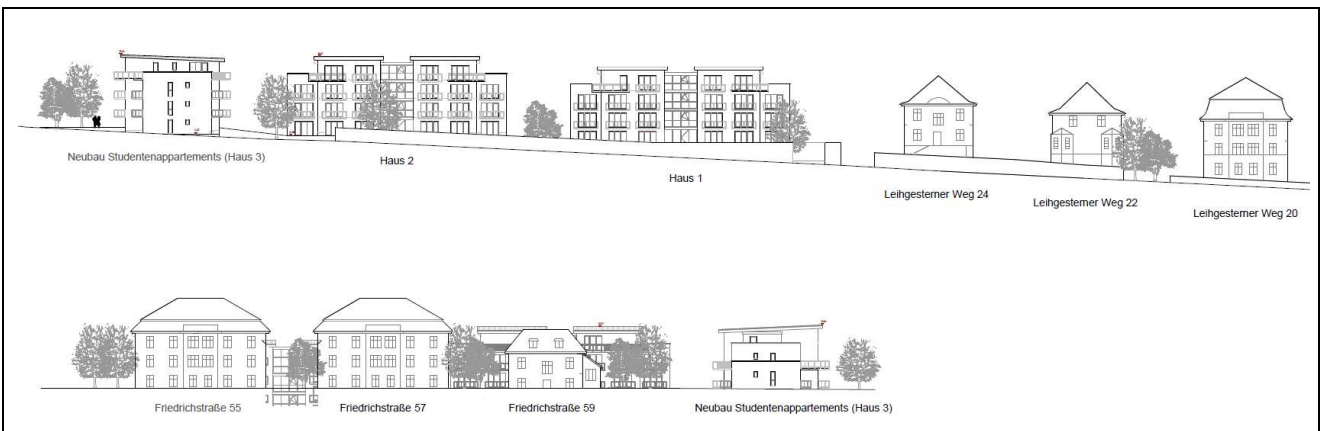 Neubau Studentenappartements (Haus 3)
Haus 2
Haus 1
Leihgesterner Weg 24
Leihgesterner Weg 22
Leihgesterner Weg 20
Friedrichstraße 55
Friedrichstraße 57
Friedrichstraße 59
Neubau Studentenappartements (Haus 3)